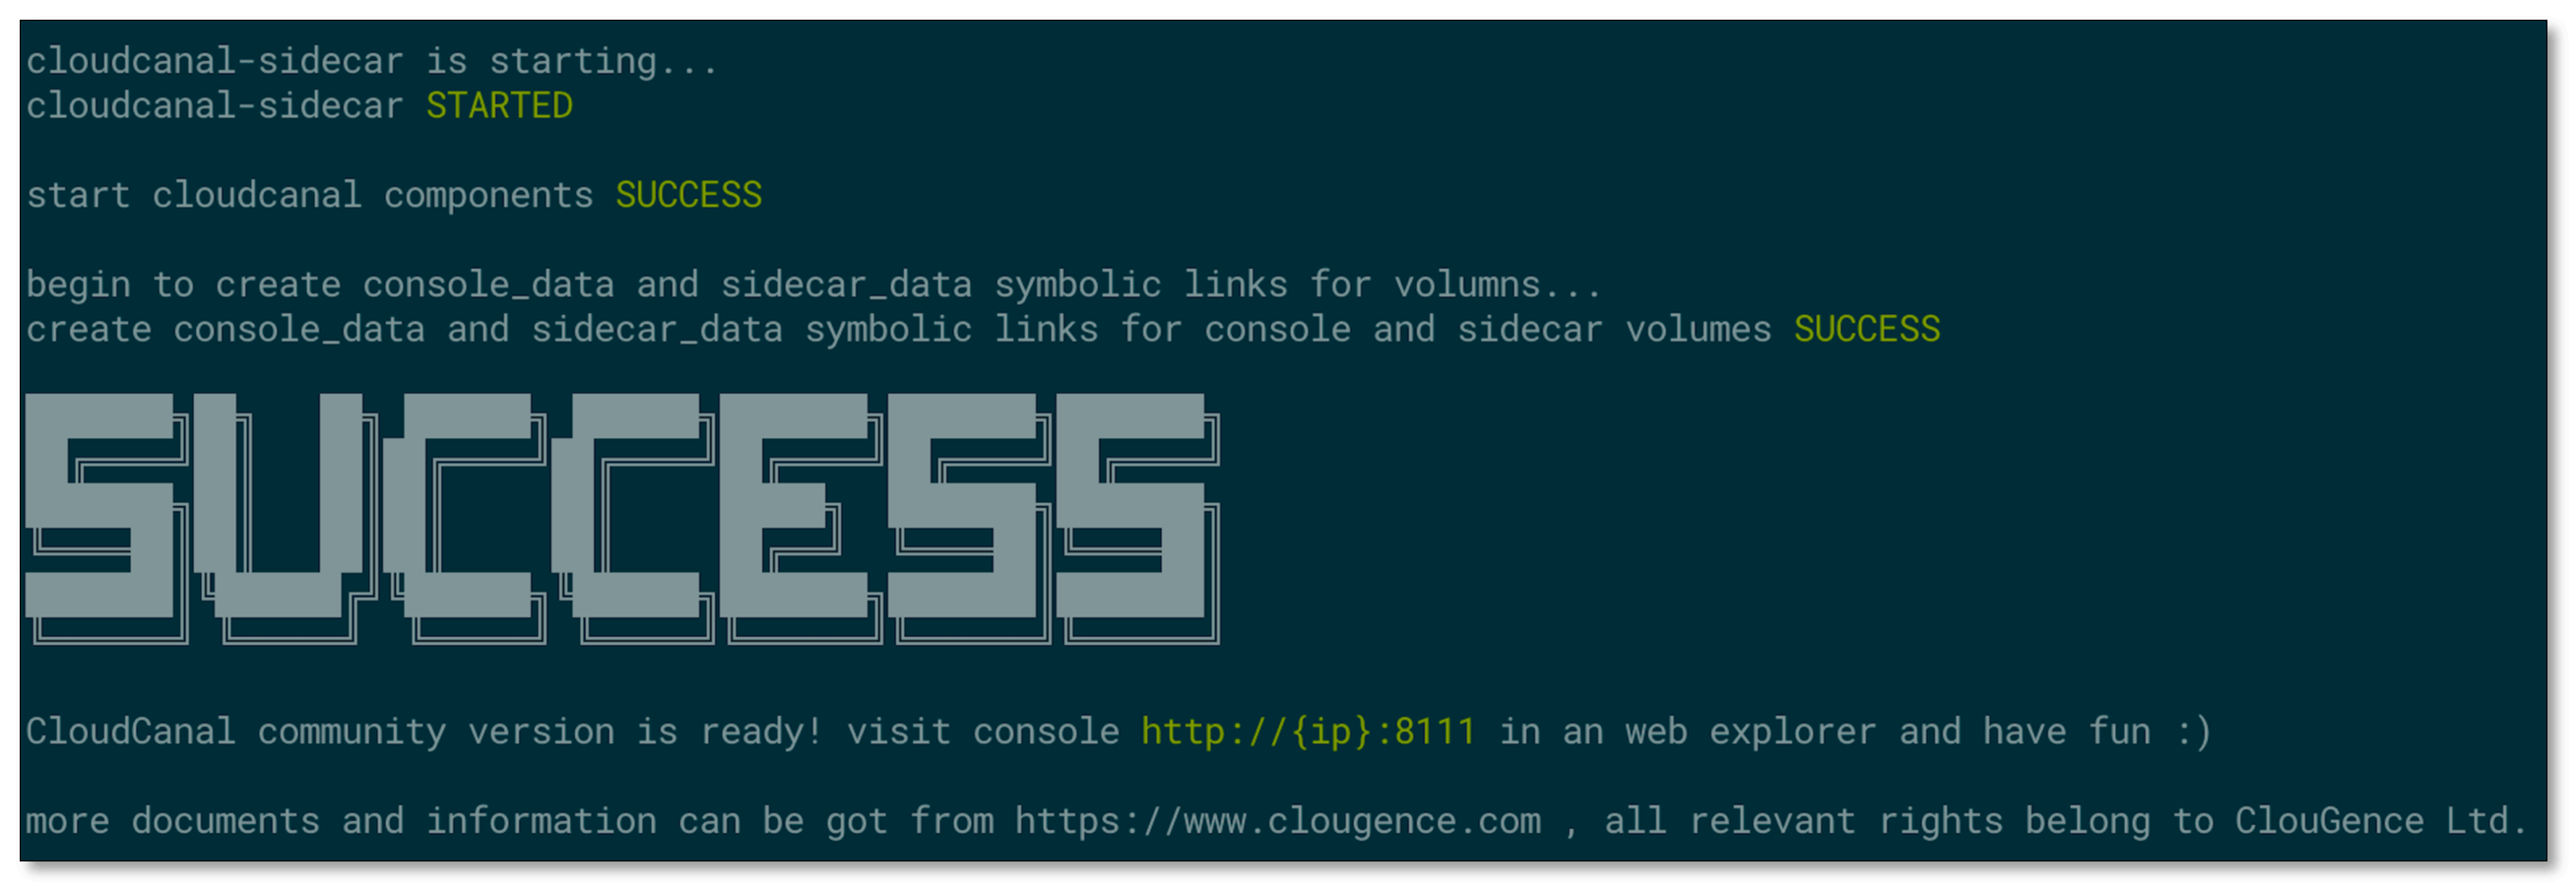 cloudcanal-sidecar is starting...
cloudcanal-sidecar STARTED
start cloudcanal components SUCCESS
begin to create console_data and sidecar_data symbolic links for volumns...
create console_data and sidecar_data symbolic links for console and sidecar volumes SUCCESS
SUCCESS
CloudCanal community version is ready! visit console http://{ip}:8111 in an web explorer and have fun :)
more documents and information can be got from https://www.clougence.com , all relevant rights belong to ClouGence Ltd.